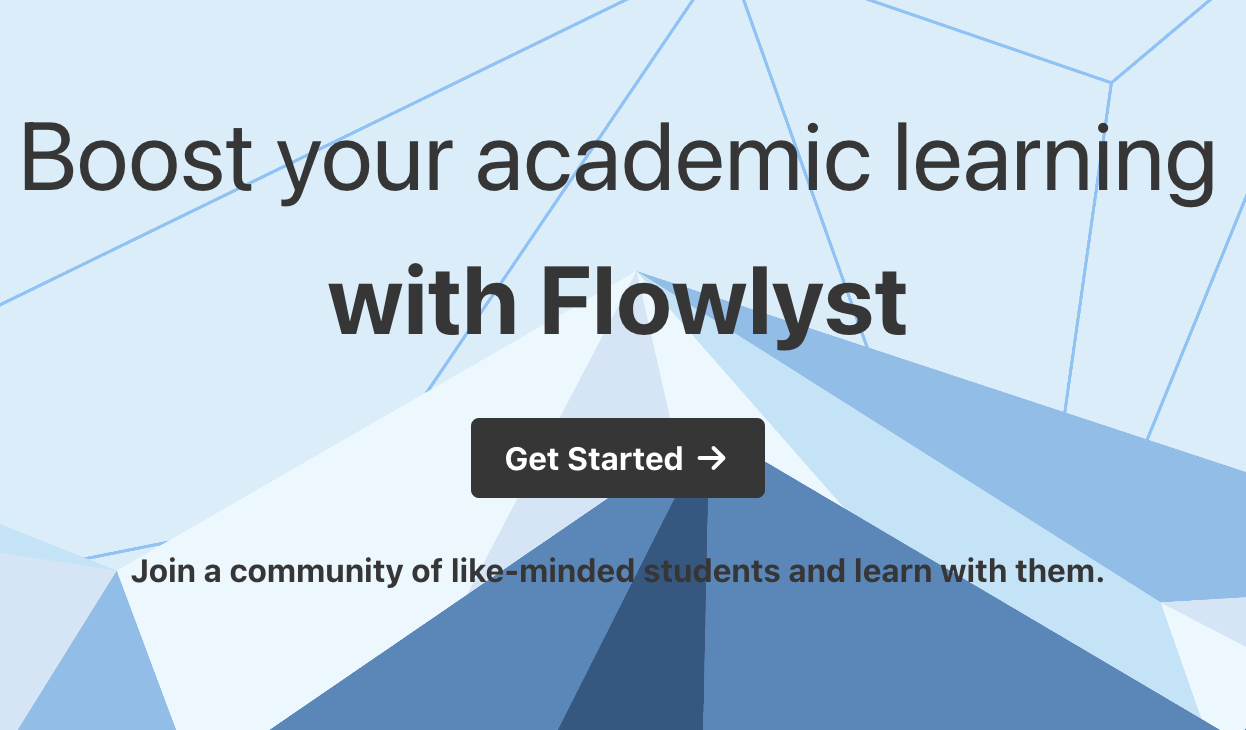 Boost your academic learning
with Flowlyst
Get Started →
Join a community of like-minded students and learn with them.